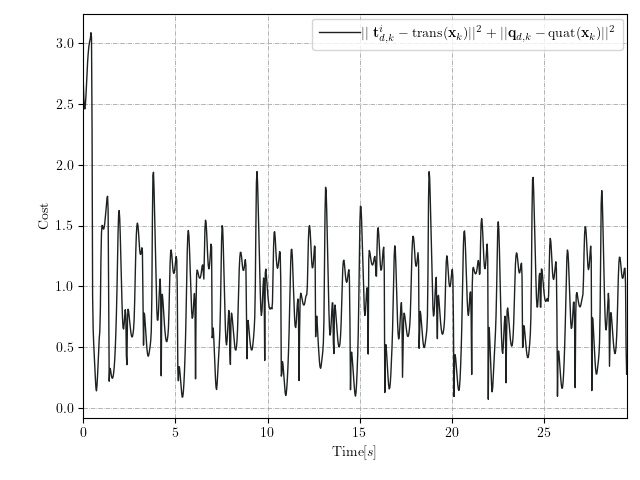 || t^i_{d,k} − trans(x_k)||² + ||q_{d,k} − quat(x_k)||²
3.0
2.5
2.0
1.5
1.0
0.5
0.0
Cost
0 5 10 15 20 25
Time[s]